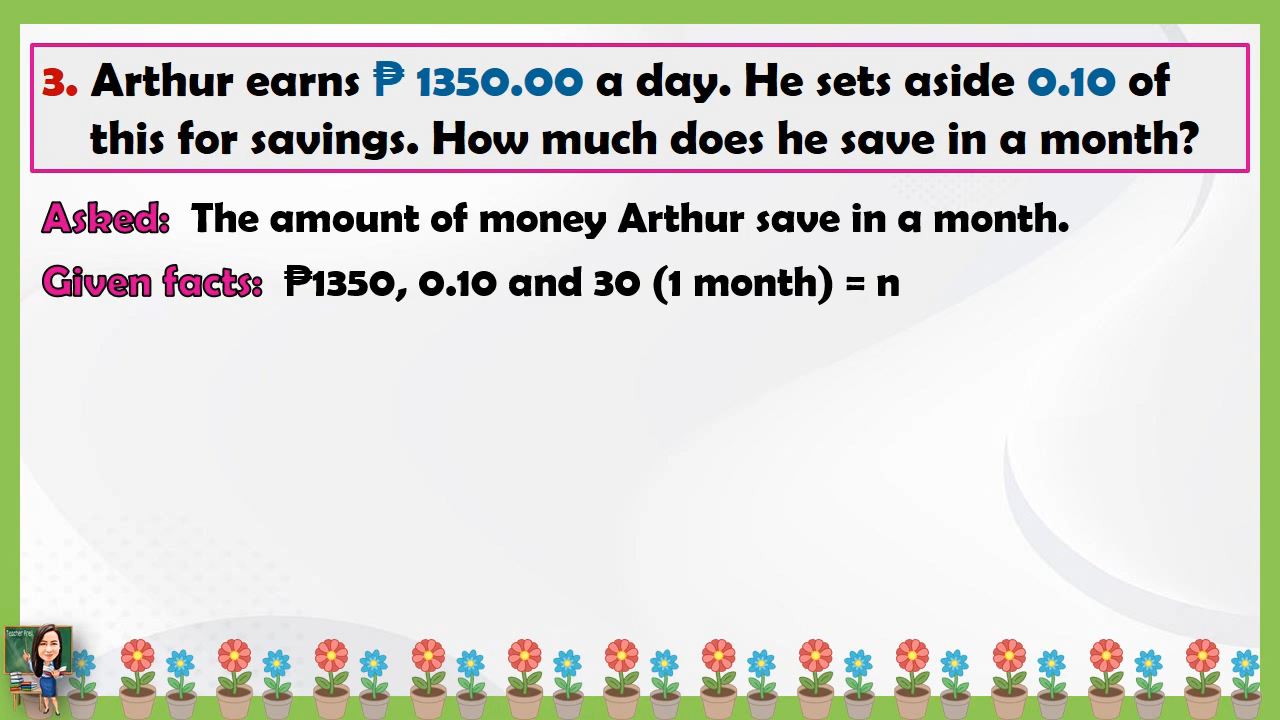 3. Arthur earns ₱ 1350.00 a day. He sets aside 0.10 of
this for savings. How much does he save in a month?
Asked: The amount of money Arthur save in a month.
Given facts: ₱1350, 0.10 and 30 (1 month) = n